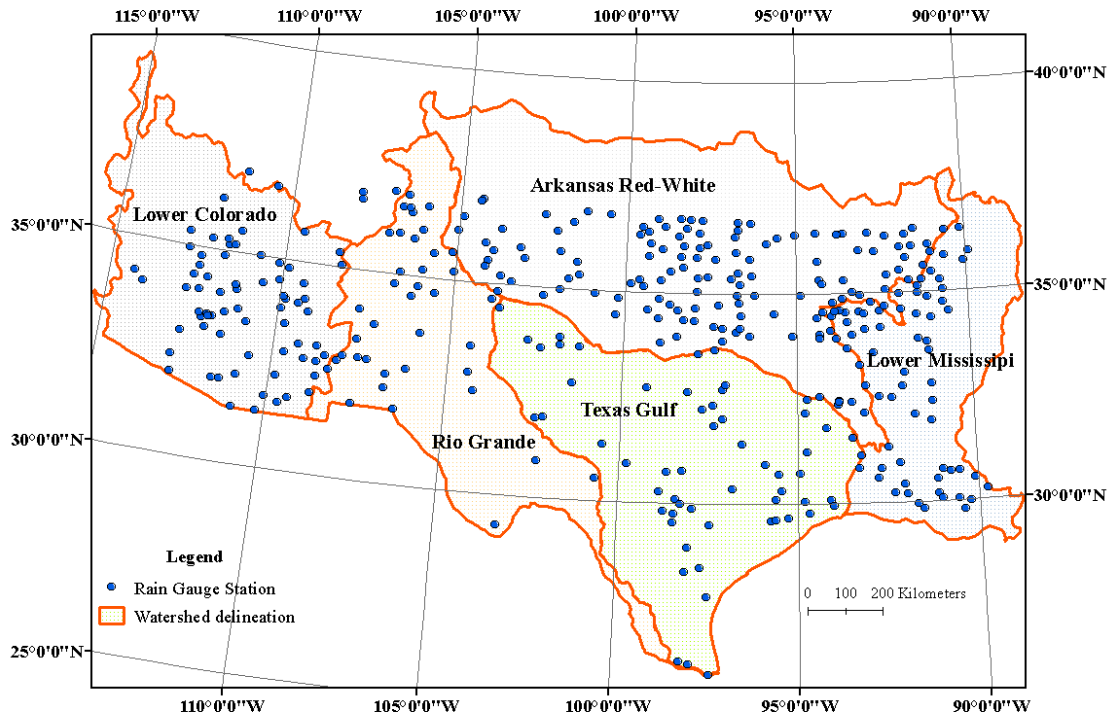 115°0'0"W 110°0'0"W 105°0'0"W 100°0'0"W 95°0'0"W 90°0'0"W
40°0'0"N
Arkansas Red-White
35°0'0"N
Lower Colorado
35°0'0"N
Lower Mississipi
Texas Gulf
30°0'0"N
Rio Grande
30°0'0"N
Legend
Rain Gauge Station
0 100 200 Kilometers
Watershed delineation
25°0'0"N
110°0'0"W 105°0'0"W 100°0'0"W 95°0'0"W 90°0'0"W